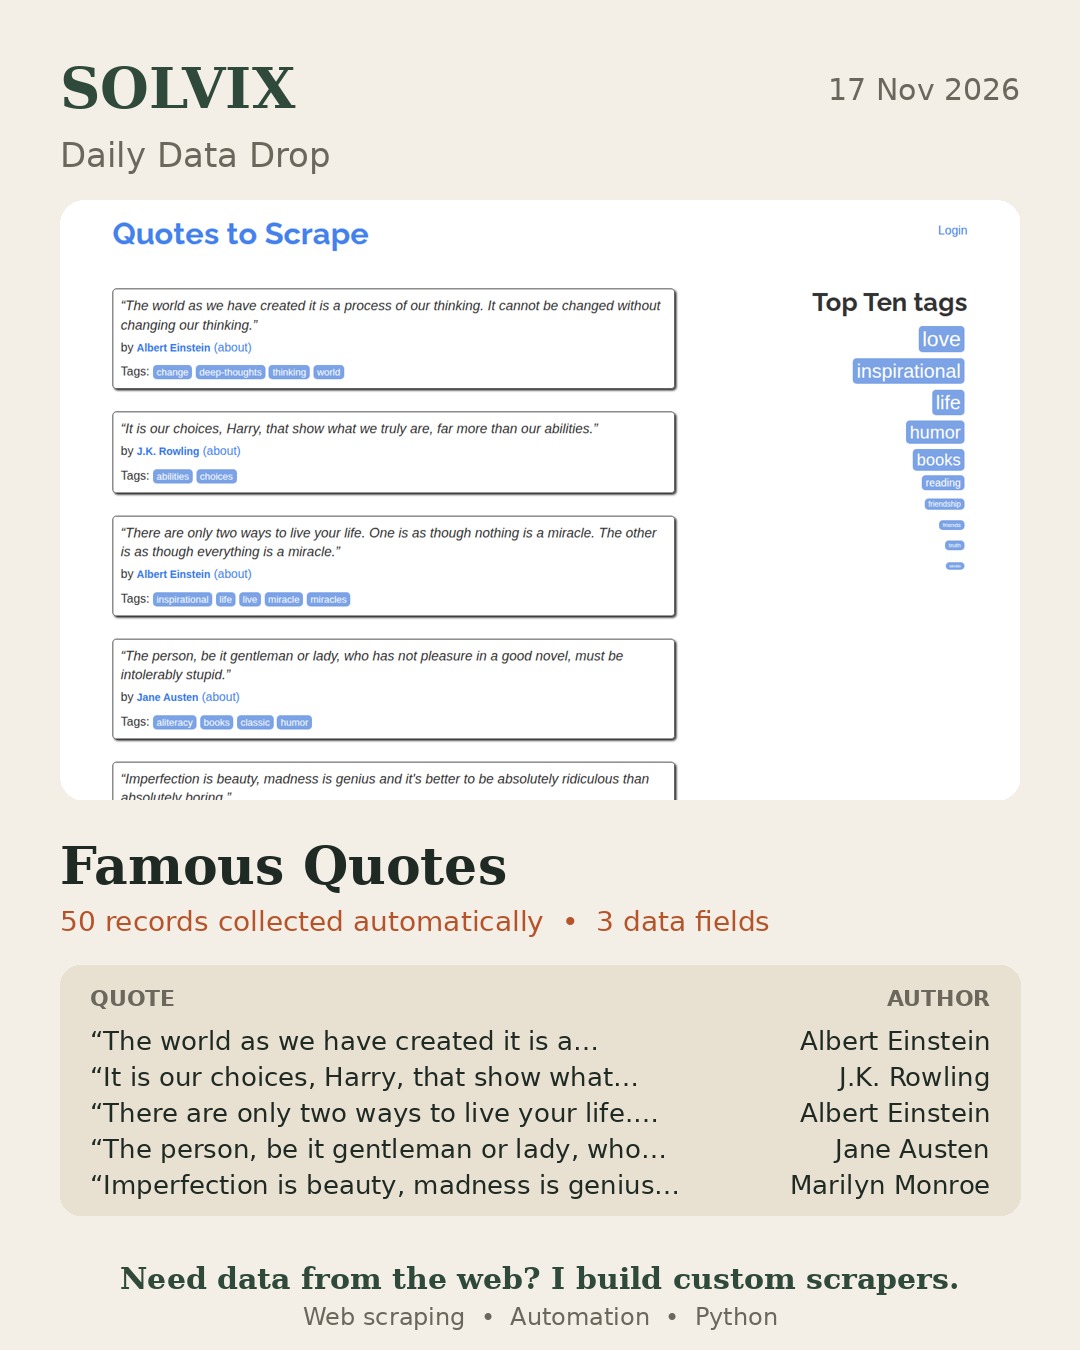 SOLVIX
17 Nov 2026
Daily Data Drop
Quotes to Scrape
Login
“The world as we have created it is a process of our thinking. It cannot be changed without
changing our thinking.”
by Albert Einstein (about)
Tags: change deep-thoughts thinking world
“It is our choices, Harry, that show what we truly are, far more than our abilities.”
by J.K. Rowling (about)
Tags: abilities choices
“There are only two ways to live your life. One is as though nothing is a miracle. The other
is as though everything is a miracle.”
by Albert Einstein (about)
Tags: inspirational life live miracle miracles
“The person, be it gentleman or lady, who has not pleasure in a good novel, must be
intolerably stupid.”
by Jane Austen (about)
Tags: aliteracy books classic humor
“Imperfection is beauty, madness is genius and it's better to be absolutely ridiculous than
absolutely boring.”
Top Ten tags
love
inspirational
life
humor
books
reading
friendship
friends
truth
simile
Famous Quotes
50 records collected automatically • 3 data fields
QUOTE AUTHOR
“The world as we have created it is a… Albert Einstein
“It is our choices, Harry, that show what… J.K. Rowling
“There are only two ways to live your life.… Albert Einstein
“The person, be it gentleman or lady, who… Jane Austen
“Imperfection is beauty, madness is genius… Marilyn Monroe
Need data from the web? I build custom scrapers.
Web scraping • Automation • Python